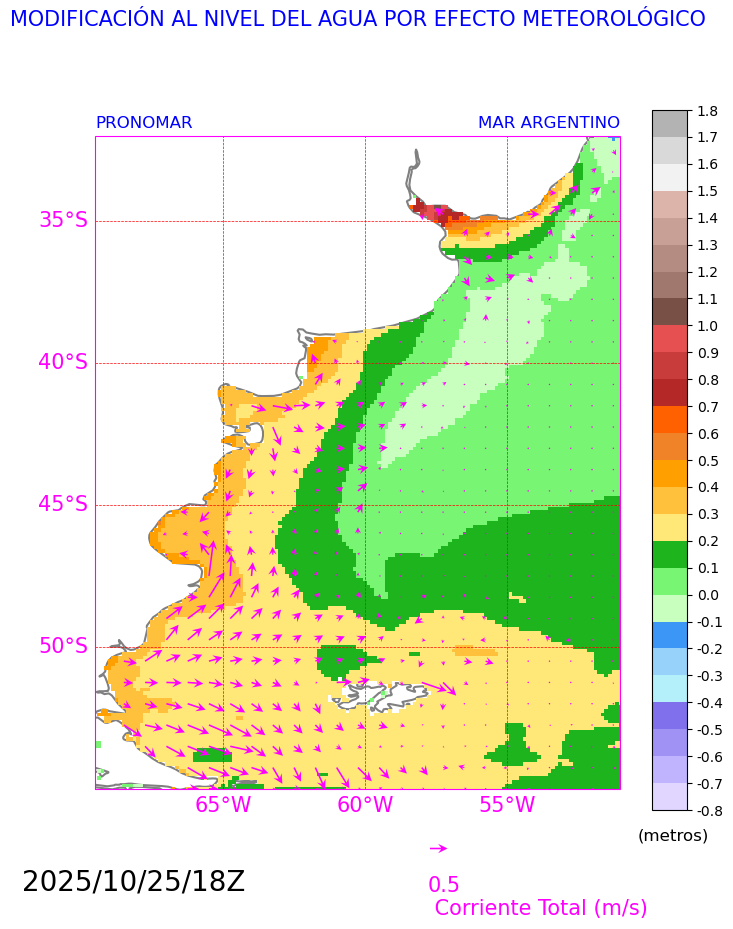 MODIFICACIÓN AL NIVEL DEL AGUA POR EFECTO METEOROLÓGICO
PRONOMAR MAR ARGENTINO
35°S
40°S
45°S
50°S
65°W 60°W 55°W
1.8
1.7
1.6
1.5
1.4
1.3
1.2
1.1
1.0
0.9
0.8
0.7
0.6
0.5
0.4
0.3
0.2
0.1
0.0
-0.1
-0.2
-0.3
-0.4
-0.5
-0.6
-0.7
-0.8
(metros)
2025/10/25/18Z
0.5
Corriente Total (m/s)